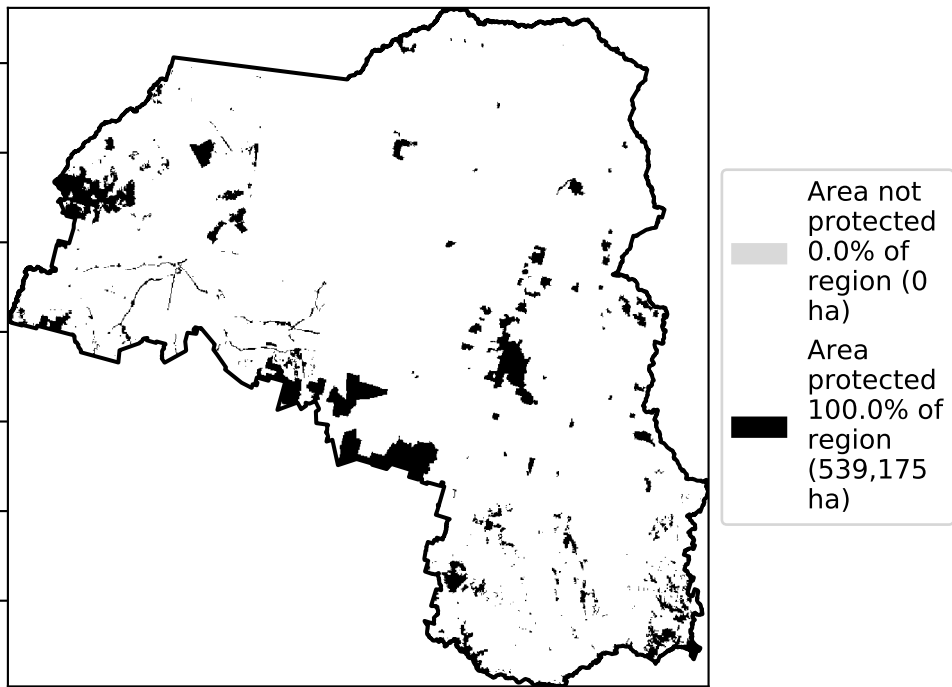 Area not
protected
0.0% of
region (0
ha)
Area
protected
100.0% of
region
(539,175
ha)